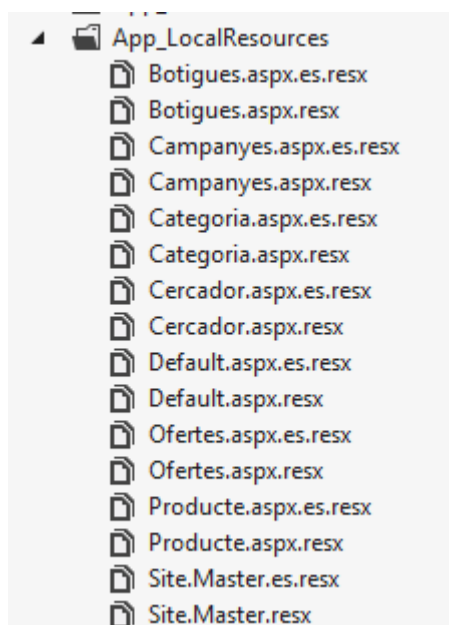 App_LocalResources
Botigues.aspx.es.resx
Botigues.aspx.resx
Campanyes.aspx.es.resx
Campanyes.aspx.resx
Categoria.aspx.es.resx
Categoria.aspx.resx
Cercador.aspx.es.resx
Cercador.aspx.resx
Default.aspx.es.resx
Default.aspx.resx
Ofertes.aspx.es.resx
Ofertes.aspx.resx
Producte.aspx.es.resx
Producte.aspx.resx
Site.Master.es.resx
Site.Master.resx